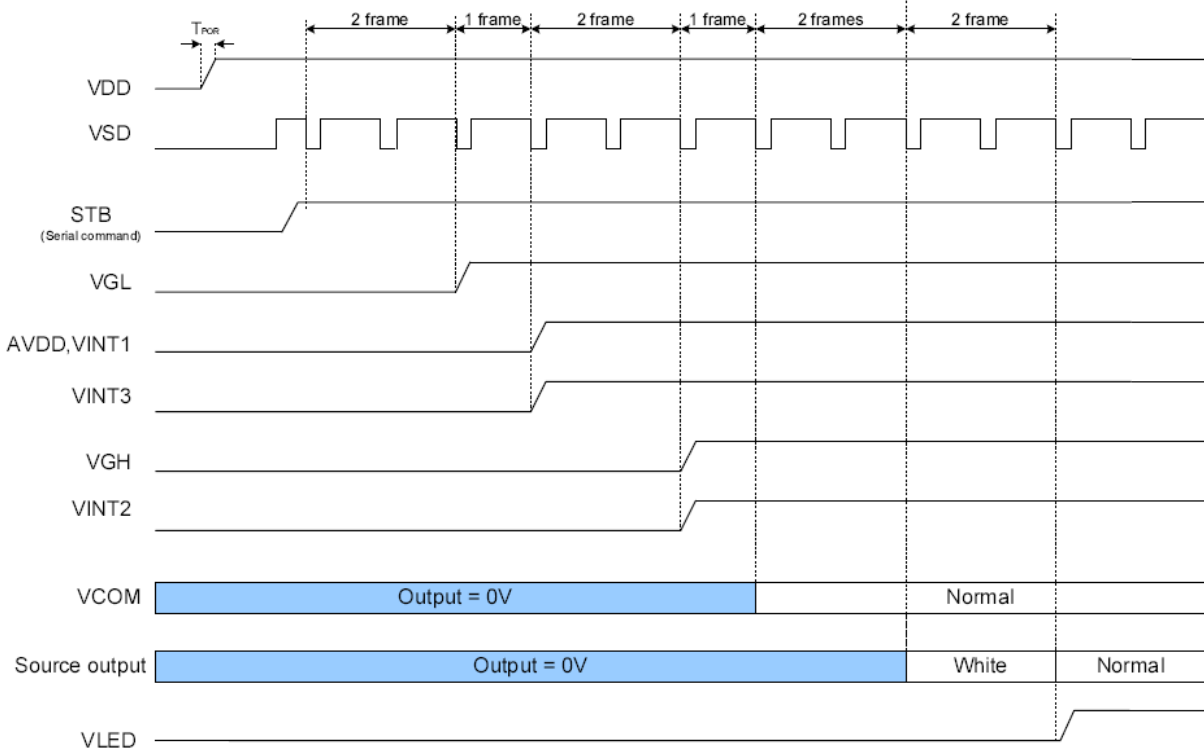 2 frame 1 frame 2 frame 1 frame 2 frames 2 frame
TPOR
VDD
VSD
STB
(Serial command)
VGL
AVDD,VINT1
VINT3
VGH
VINT2
VCOM Output = 0V Normal
Source output Output = 0V White Normal
VLED